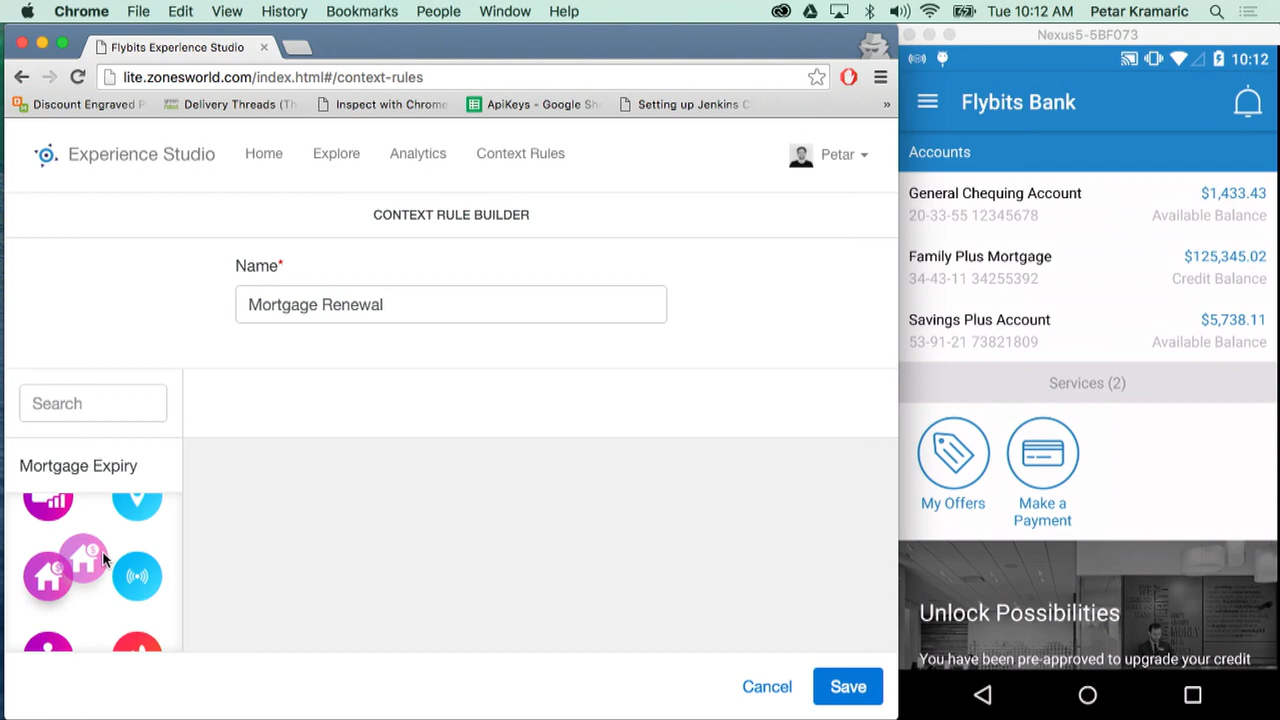 Chrome File Edit View History Bookmarks People Window Help
Tue 10:12 AM Petar Kramaric
Flybits Experience Studio
lite.zonesworld.com/index.html#/context-rules
Discount Engraved P
Delivery Threads (Th
Inspect with Chrome
ApiKeys - Google Sh
Setting up Jenkins C
»
Experience Studio
Home Explore Analytics Context Rules
Petar
CONTEXT RULE BUILDER
Name*
Mortgage Renewal
Search
Mortgage Expiry
Cancel Save
Nexus5-5BF073
10:12
Flybits Bank
Accounts
General Chequing Account $1,433.43
20-33-55 12345678 Available Balance
Family Plus Mortgage $125,345.02
34-43-11 34255392 Credit Balance
Savings Plus Account $5,738.11
53-91-21 73821809 Available Balance
Services (2)
My Offers
Make a
Payment
Unlock Possibilities
You have been pre-approved to upgrade your credit